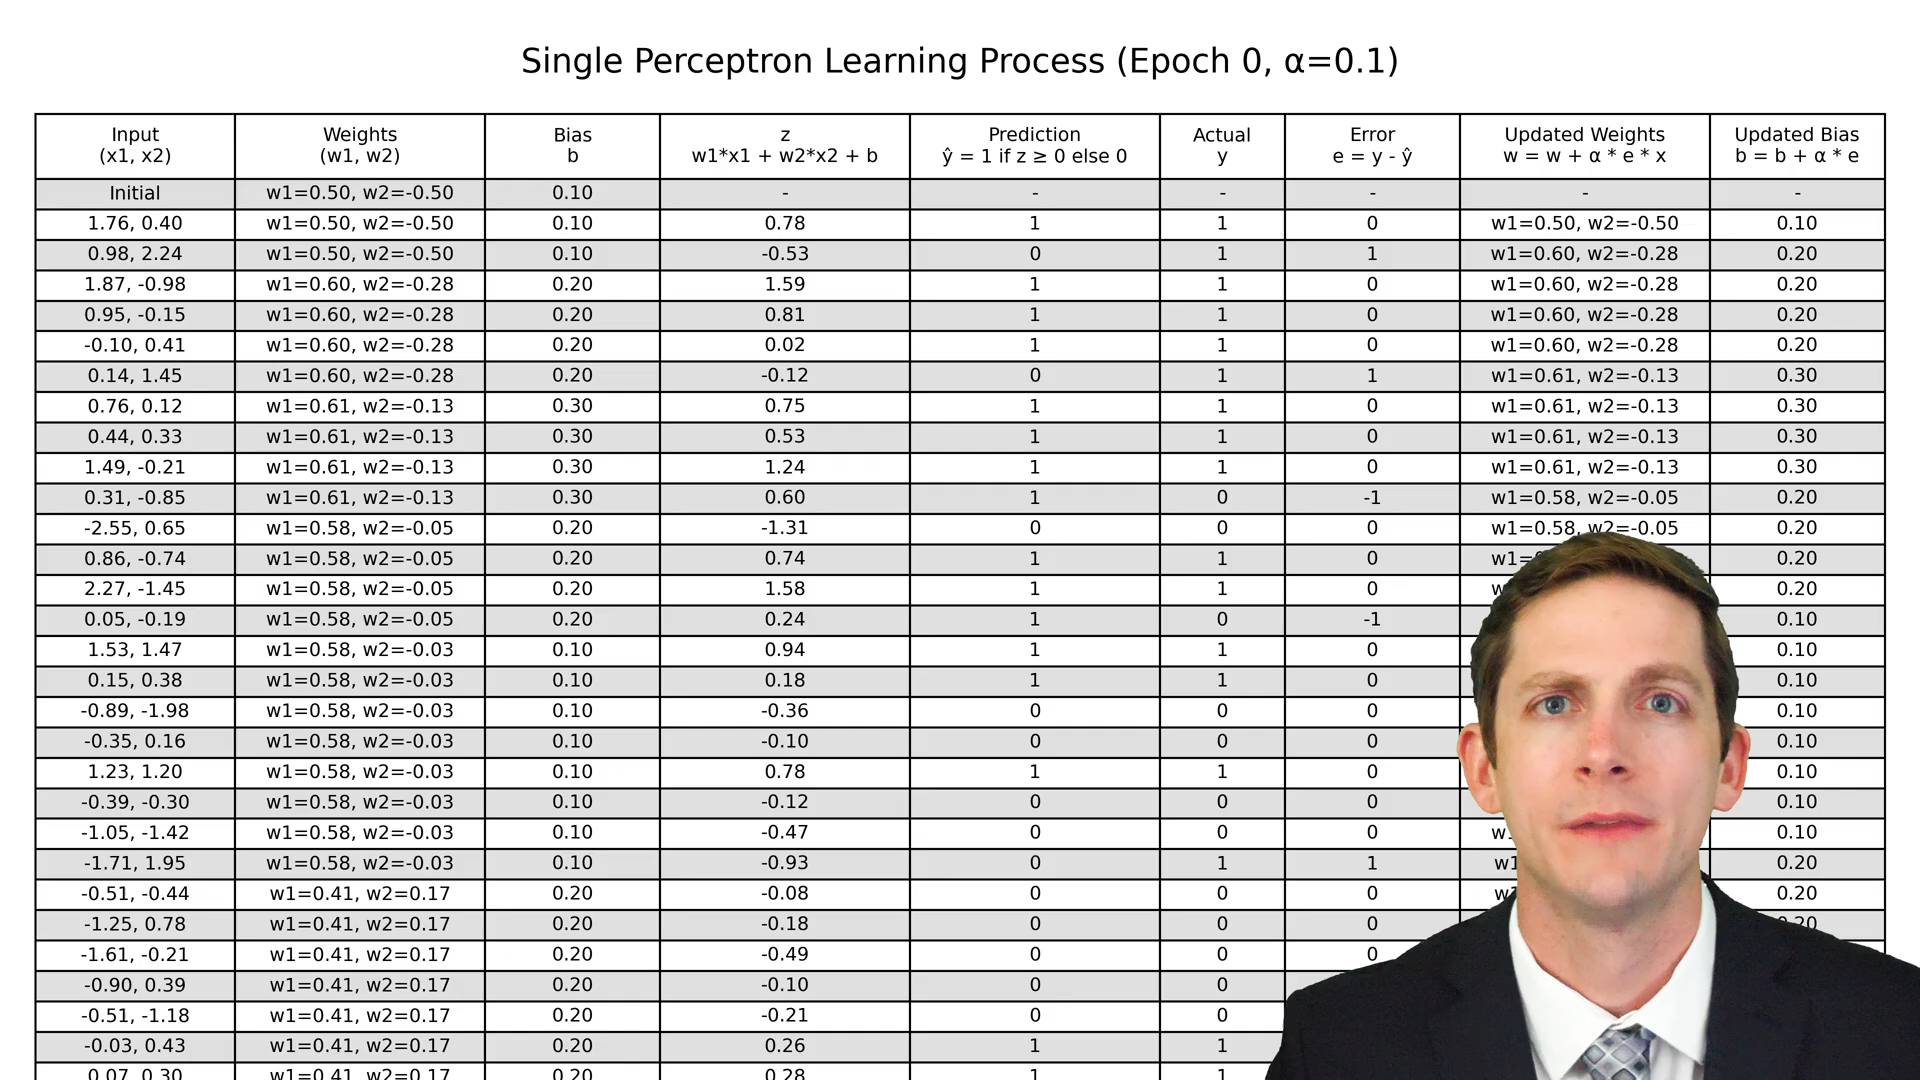 Single Perceptron Learning Process (Epoch 0, α=0.1)
Input (x1, x2) Weights (w1, w2) Bias b z w1*x1 + w2*x2 + b Prediction ŷ = 1 if z ≥ 0 else 0 Actual y Error e = y - ŷ Updated Weights w = w + α * e * x Updated Bias b = b + α * e
Initial w1=0.50, w2=-0.50 0.10 - - - - - -
1.76, 0.40 w1=0.50, w2=-0.50 0.10 0.78 1 1 0 w1=0.50, w2=-0.50 0.10
0.98, 2.24 w1=0.50, w2=-0.50 0.10 -0.53 0 1 1 w1=0.60, w2=-0.28 0.20
1.87, -0.98 w1=0.60, w2=-0.28 0.20 1.59 1 1 0 w1=0.60, w2=-0.28 0.20
0.95, -0.15 w1=0.60, w2=-0.28 0.20 0.81 1 1 0 w1=0.60, w2=-0.28 0.20
-0.10, 0.41 w1=0.60, w2=-0.28 0.20 0.02 1 1 0 w1=0.60, w2=-0.28 0.20
0.14, 1.45 w1=0.60, w2=-0.28 0.20 -0.12 0 1 1 w1=0.61, w2=-0.13 0.30
0.76, 0.12 w1=0.61, w2=-0.13 0.30 0.75 1 1 0 w1=0.61, w2=-0.13 0.30
0.44, 0.33 w1=0.61, w2=-0.13 0.30 0.53 1 1 0 w1=0.61, w2=-0.13 0.30
1.49, -0.21 w1=0.61, w2=-0.13 0.30 1.24 1 1 0 w1=0.61, w2=-0.13 0.30
0.31, -0.85 w1=0.61, w2=-0.13 0.30 0.60 1 0 -1 w1=0.58, w2=-0.05 0.20
-2.55, 0.65 w1=0.58, w2=-0.05 0.20 -1.31 0 0 0 w1=0.58, w2=-0.05 0.20
0.86, -0.74 w1=0.58, w2=-0.05 0.20 0.74 1 1 0 0.20
2.27, -1.45 w1=0.58, w2=-0.05 0.20 1.58 1 1 0 0.20
0.05, -0.19 w1=0.58, w2=-0.05 0.20 0.24 1 0 -1 0.10
1.53, 1.47 w1=0.58, w2=-0.03 0.10 0.94 1 1 0 0.10
0.15, 0.38 w1=0.58, w2=-0.03 0.10 0.18 1 1 0 0.10
-0.89, -1.98 w1=0.58, w2=-0.03 0.10 -0.36 0 0 0 0.10
-0.35, 0.16 w1=0.58, w2=-0.03 0.10 -0.10 0 0 0 0.10
1.23, 1.20 w1=0.58, w2=-0.03 0.10 0.78 1 1 0 0.10
-0.39, -0.30 w1=0.58, w2=-0.03 0.10 -0.12 0 0 0 0.10
-1.05, -1.42 w1=0.58, w2=-0.03 0.10 -0.47 0 0 0 0.10
-1.71, 1.95 w1=0.58, w2=-0.03 0.10 -0.93 0 1 1 0.20
-0.51, -0.44 w1=0.41, w2=0.17 0.20 -0.08 0 0 0 0.20
-1.25, 0.78 w1=0.41, w2=0.17 0.20 -0.18 0 0 0
-1.61, -0.21 w1=0.41, w2=0.17 0.20 -0.49 0 0 0
-0.90, 0.39 w1=0.41, w2=0.17 0.20 -0.10 0 0
-0.51, -1.18 w1=0.41, w2=0.17 0.20 -0.21 0 0
-0.03, 0.43 w1=0.41, w2=0.17 0.20 0.26 1 1
0.07, 0.30 w1=0.41, w2=0.17 0.20 0.28 1 1